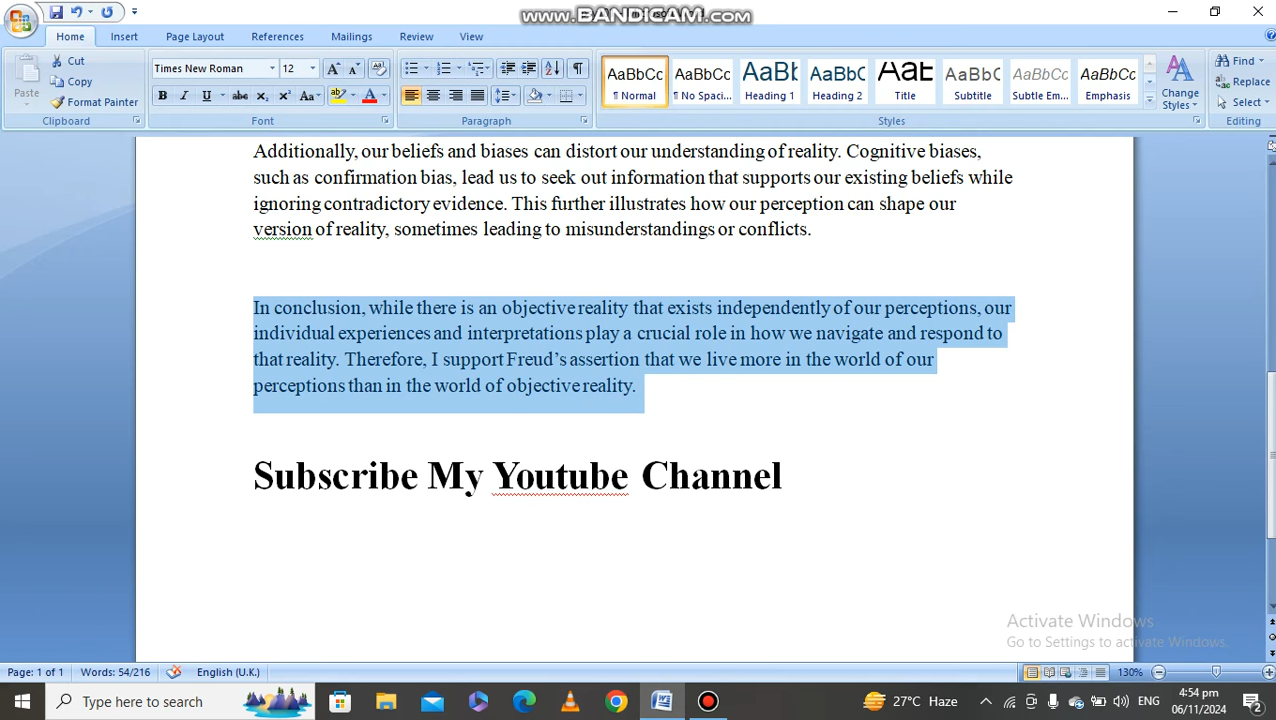 www.BANDICAM.com
Home Insert Page Layout References Mailings Review View
Paste
Cut
Copy
Format Painter
Clipboard
Times New Roman 12
Font
Paragraph
AaBbCc AaBbCc AaBbC AaBbC AaB AaBbCc AaBbCc AaBbCc
¶ Normal ¶ No Spaci... Heading 1 Heading 2 Title Subtitle Subtle Em... Emphasis
Change Styles
Styles
Find
Replace
Select
Editing
Additionally, our beliefs and biases can distort our understanding of reality. Cognitive biases,
such as confirmation bias, lead us to seek out information that supports our existing beliefs while
ignoring contradictory evidence. This further illustrates how our perception can shape our
version of reality, sometimes leading to misunderstandings or conflicts.
In conclusion, while there is an objective reality that exists independently of our perceptions, our
individual experiences and interpretations play a crucial role in how we navigate and respond to
that reality. Therefore, I support Freud’s assertion that we live more in the world of our
perceptions than in the world of objective reality.
Subscribe My Youtube Channel
Activate Windows
Go to Settings to activate Windows.
Page: 1 of 1 Words: 54/216 English (U.K.) 130%
Type here to search
27°C Haze
ENG
4:54 pm
06/11/2024
2